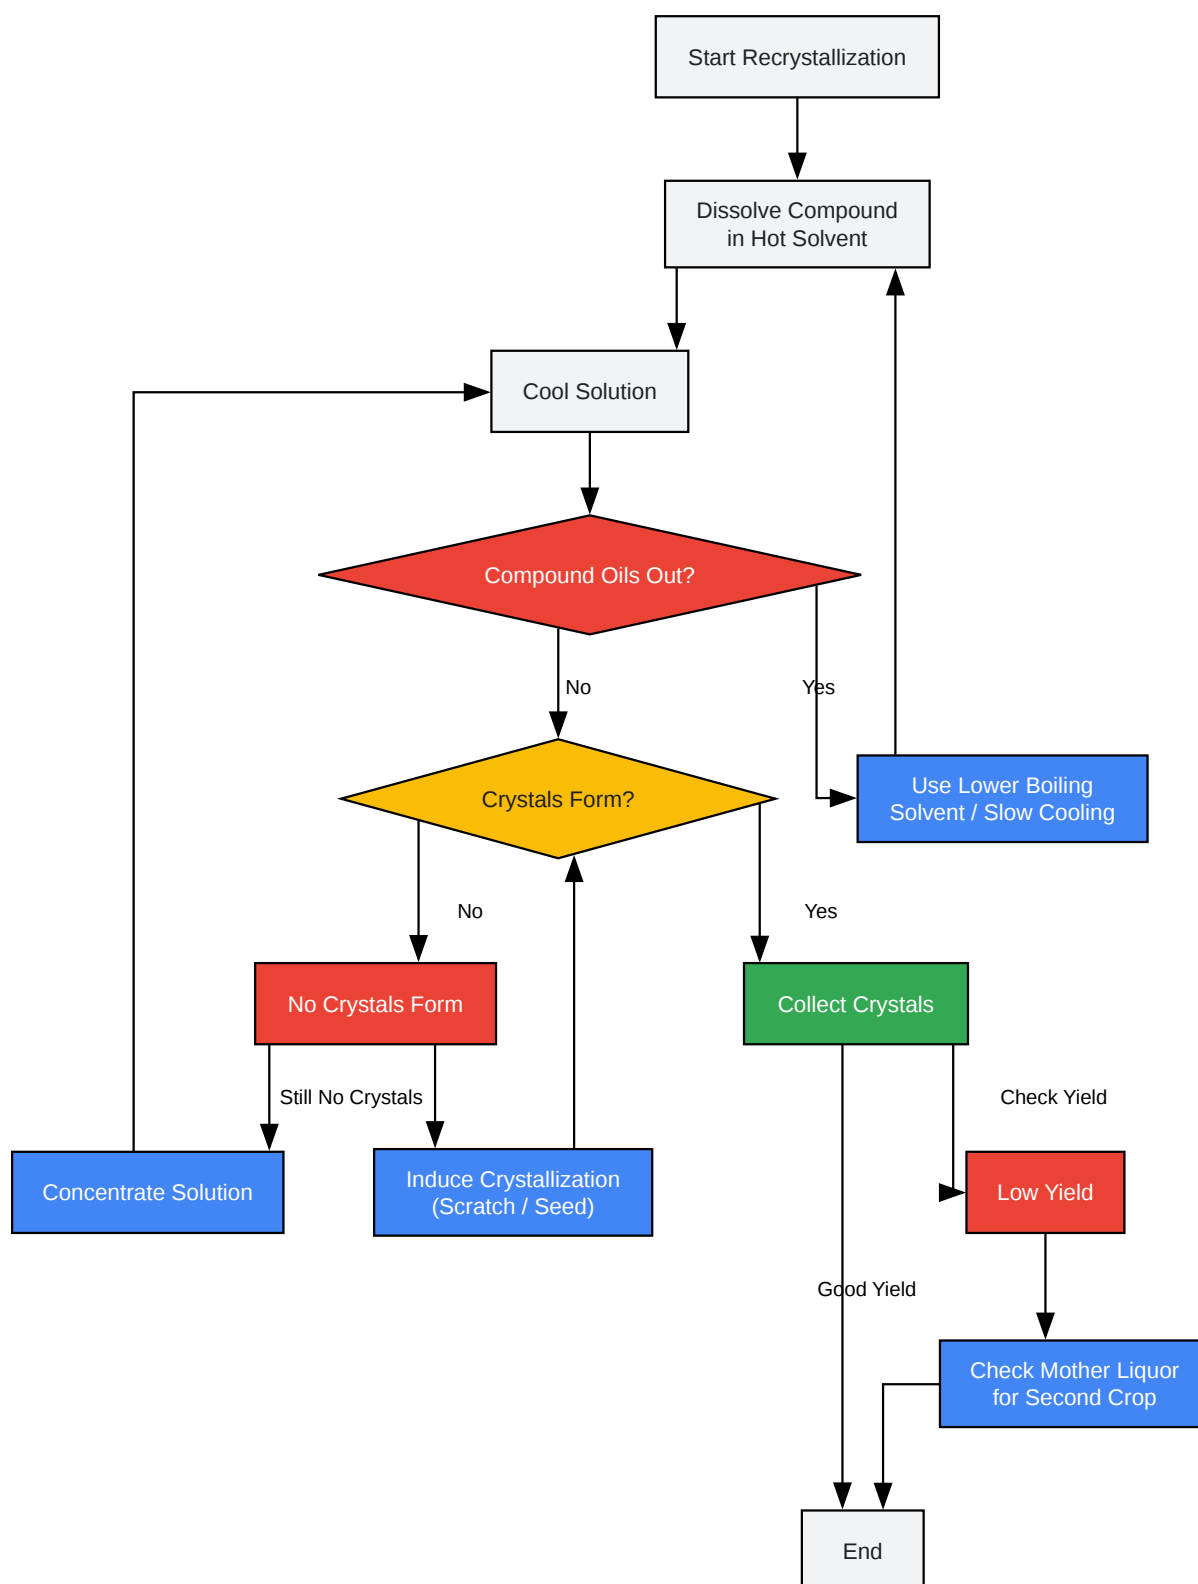 Start Recrystallization
Dissolve Compound
in Hot Solvent
Cool Solution
Compound Oils Out?
No
Yes
Use Lower Boiling
Solvent / Slow Cooling
Crystals Form?
No
Yes
No Crystals Form
Collect Crystals
Still No Crystals
Check Yield
Concentrate Solution
Induce Crystallization
(Scratch / Seed)
Low Yield
Good Yield
Check Mother Liquor
for Second Crop
End